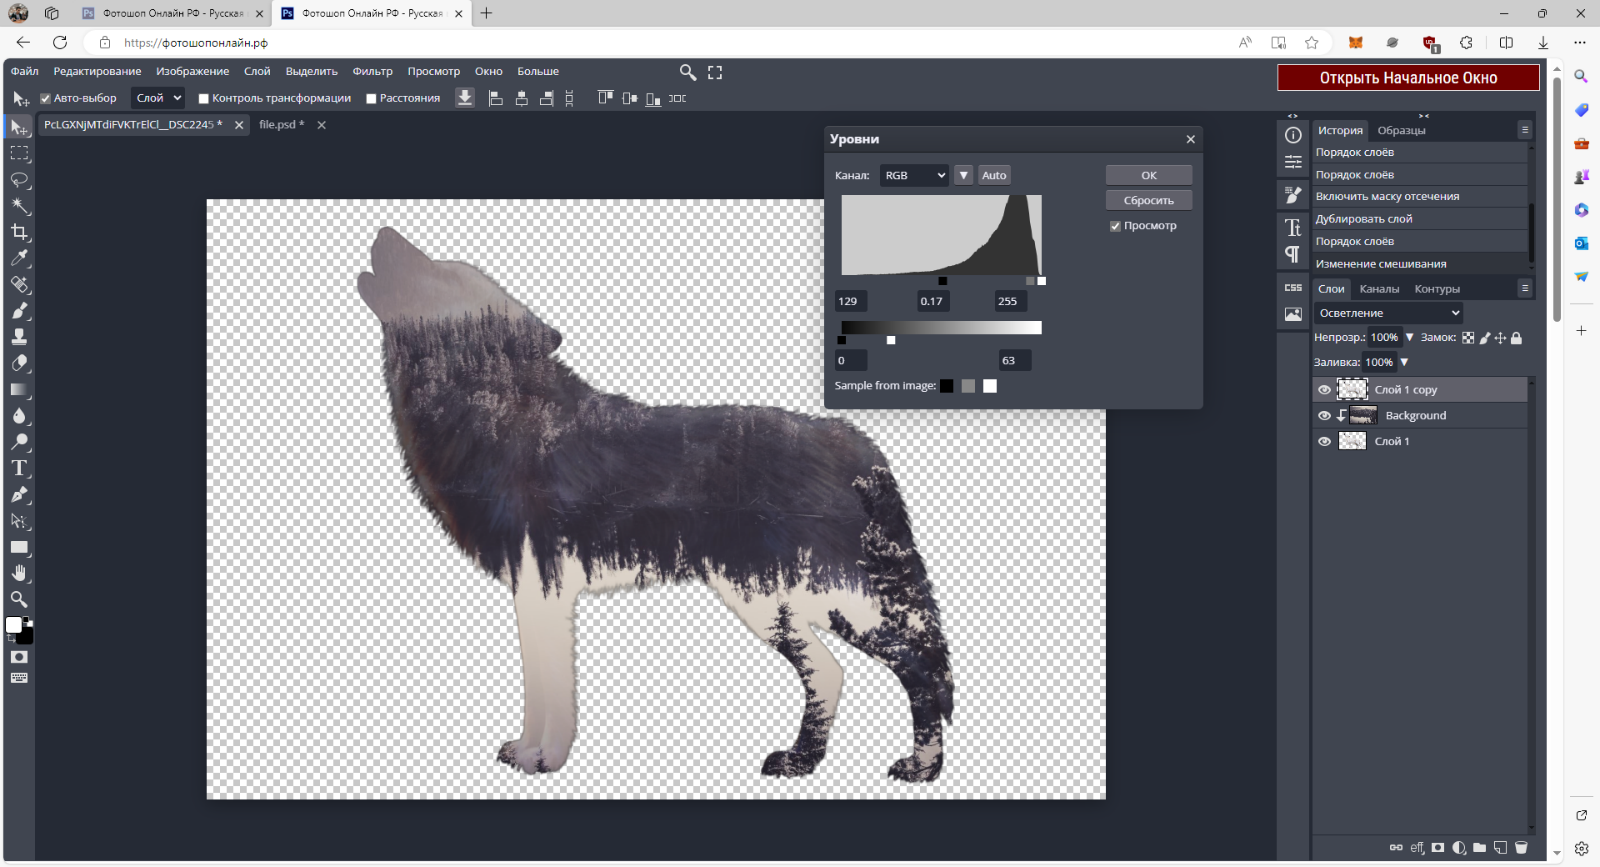 Фотошоп Онлайн РФ - Русская
Фотошоп Онлайн РФ - Русская
https://фотошопонлайн.рф
1
Файл Редактирование Изображение Слой Выделить Фильтр Просмотр Окно Больше
Открыть Начальное Окно
Авто-выбор Слой Контроль трансформации Расстояния
PcLGXNjMTdiFVKTrElCl__DSC2245 *
file.psd *
Уровни
Канал: RGB Auto
OK
Сбросить
Просмотр
129 0.17 255
0 63
Sample from image:
CSS
История Образцы
Порядок слоёв
Порядок слоёв
Включить маску отсечения
Дублировать слой
Порядок слоёв
Изменение смешивания
Слои Каналы Контуры
Осветление
Непрозр.: 100% Замок:
Заливка: 100%
Слой 1 copy
Background
Слой 1
eff